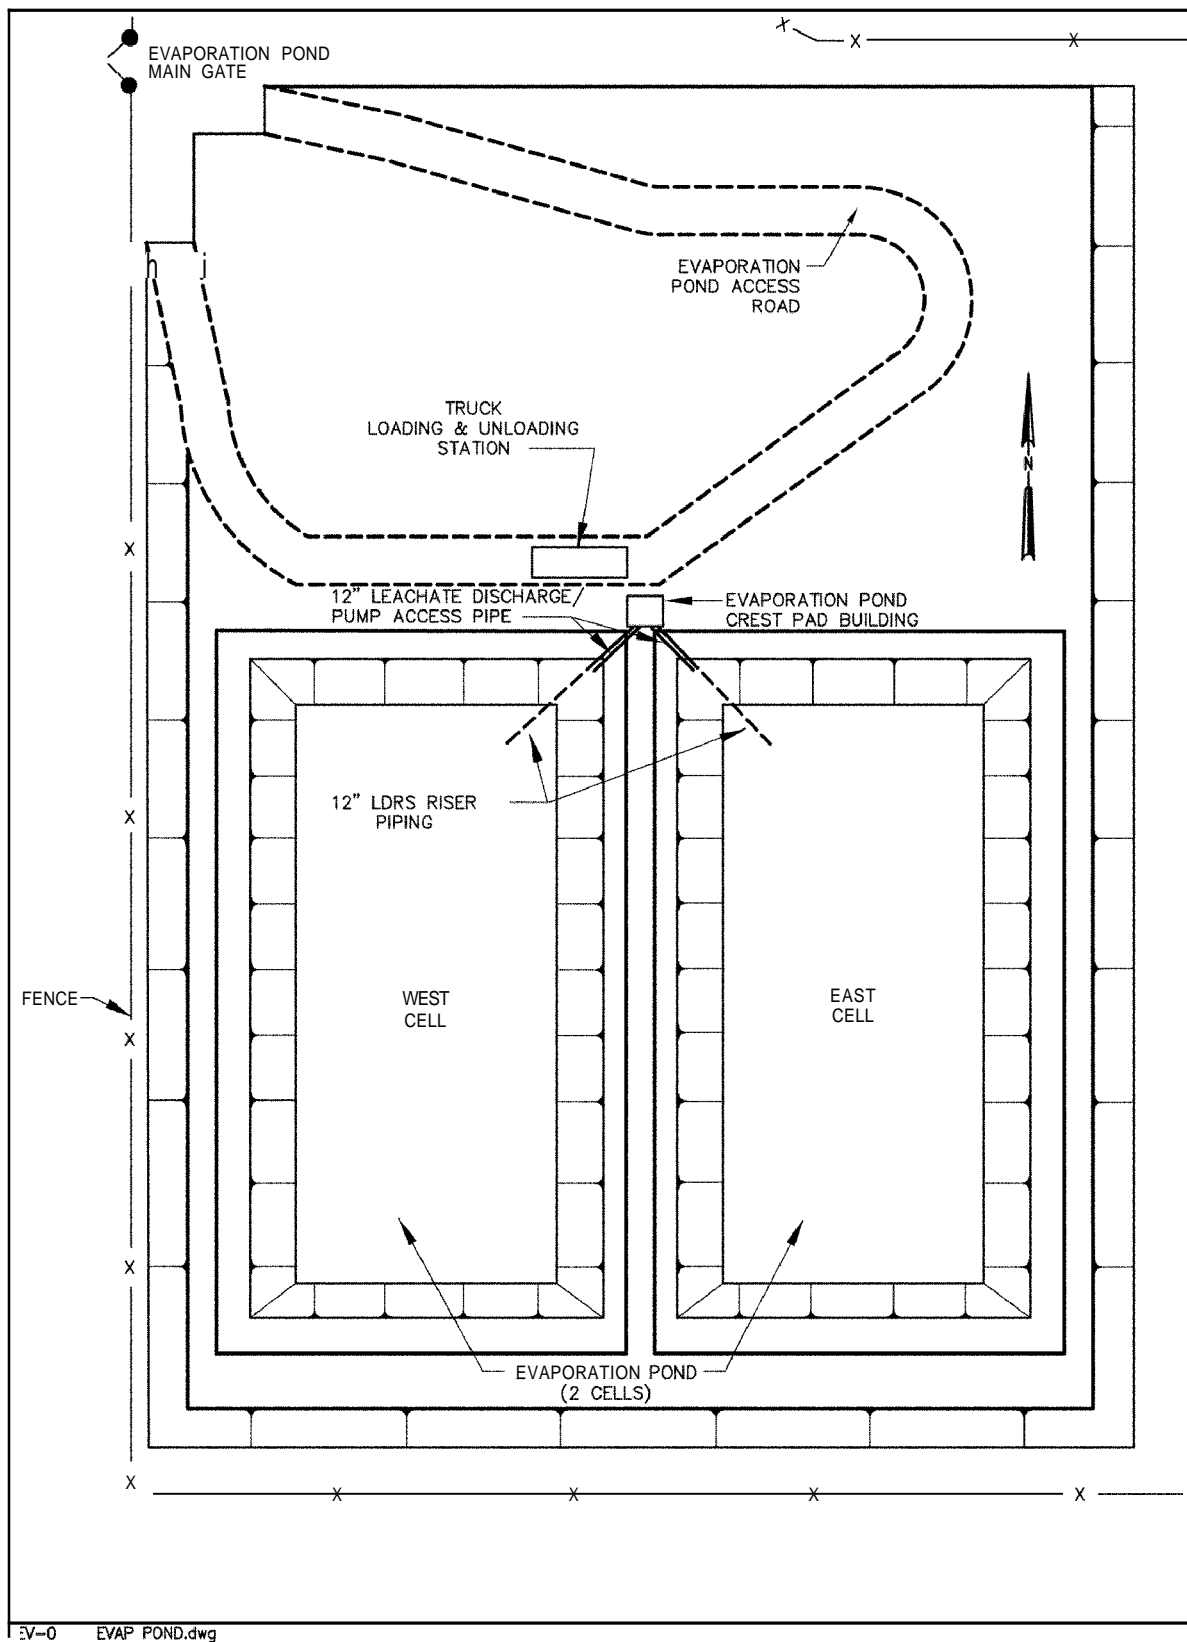 X
X
X
EVAPORATION POND
MAIN GATE
h j
EVAPORATION
POND ACCESS
ROAD
TRUCK
LOADING & UNLOADING
STATION
N
X
12" LEACHATE DISCHARGE/
PUMP ACCESS PIPE
EVAPORATION POND
CREST PAD BUILDING
12" LDRS RISER
PIPING
X
FENCE
WEST
CELL
EAST
CELL
X
X
EVAPORATION POND
(2 CELLS)
X
X
X
X
X
EV-0 EVAP POND.dwg